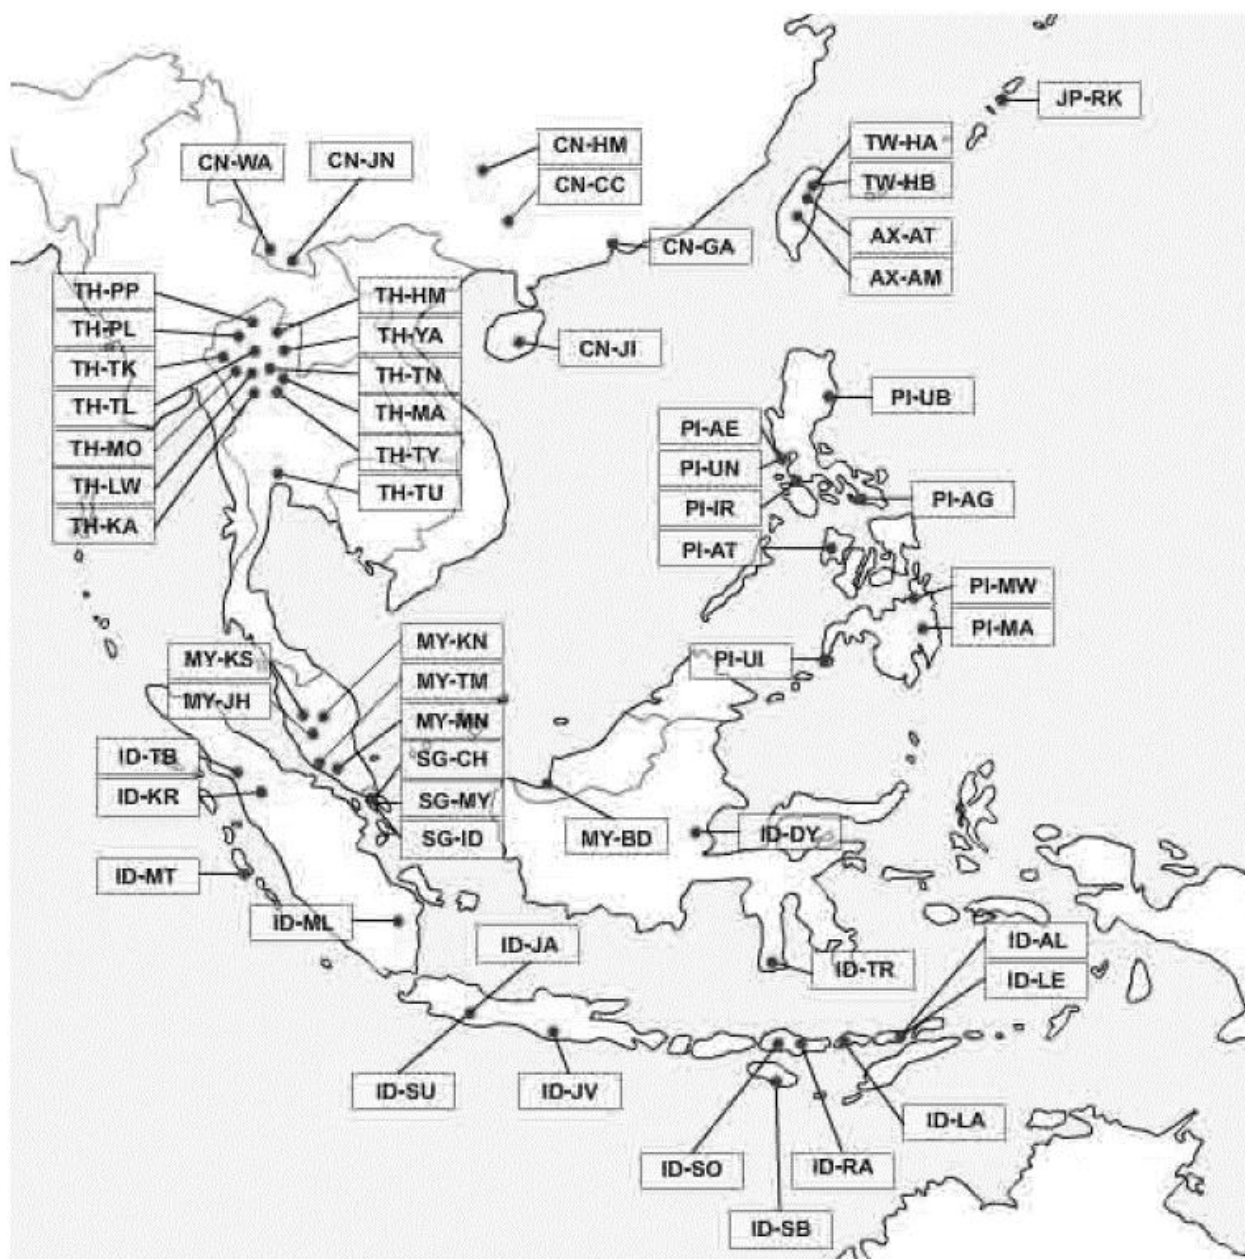 JP-RK
CN-HM
TW-HA
CN-WA
CN-JN
CN-CC
TW-HB
AX-AT
CN-GA
AX-AM
TH-PP
TH-HM
TH-PL
TH-YA
CN-JI
TH-TK
TH-TN
TH-TL
TH-MA
PI-UB
PI-AE
TH-MO
TH-TY
PI-UN
TH-LW
TH-TU
PI-IR
PI-AG
TH-KA
PI-AT
PI-MW
PI-MA
MY-KN
MY-KS
PI-UI
MY-TM
MY-JH
MY-MN
ID-TB
SG-CH
ID-KR
SG-MY
SG-ID
MY-BD
ID-DY
ID-MT
ID-ML
ID-JA
ID-AL
ID-TR
ID-LE
ID-SU
ID-JV
ID-LA
ID-SO
ID-RA
ID-SB